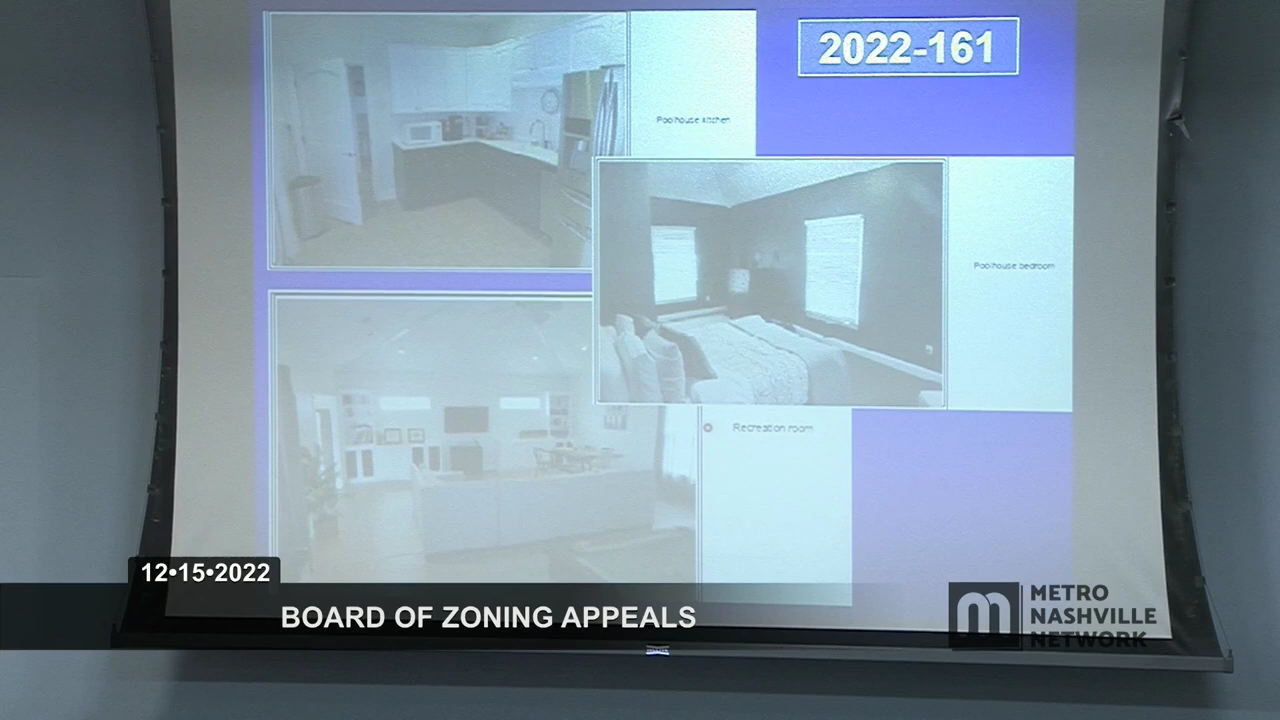 2022-161
Poolhouse kitchen
Poolhouse bedroom
Recreation room
12•15•2022
BOARD OF ZONING APPEALS
METRO
NASHVILLE
NETWORK